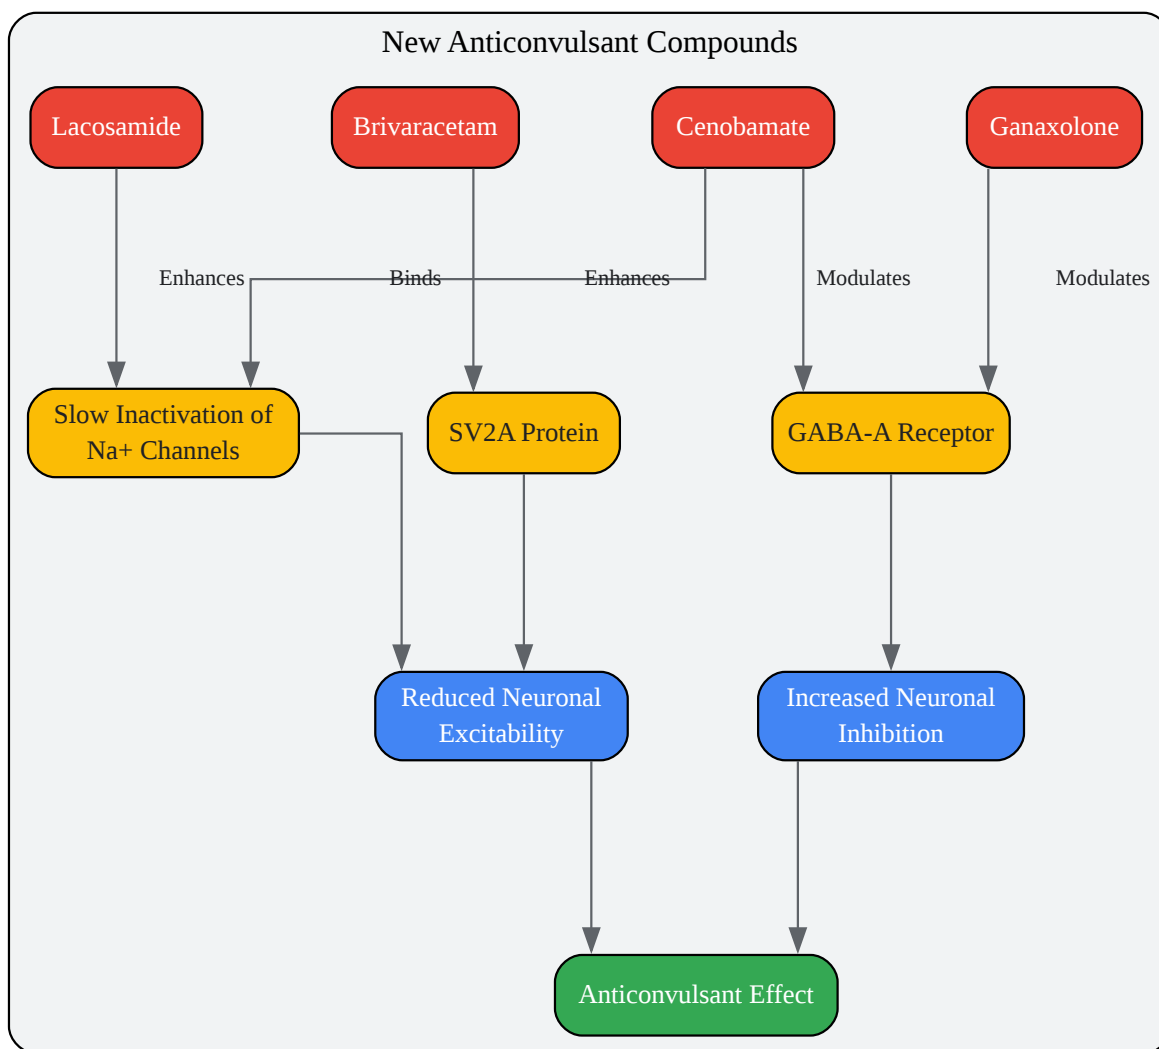 New Anticonvulsant Compounds
Lacosamide
Brivaracetam
Cenobamate
Ganaxolone
Enhances
Binds
Enhances
Modulates
Modulates
Slow Inactivation of
Na+ Channels
SV2A Protein
GABA-A Receptor
Reduced Neuronal
Excitability
Increased Neuronal
Inhibition
Anticonvulsant Effect